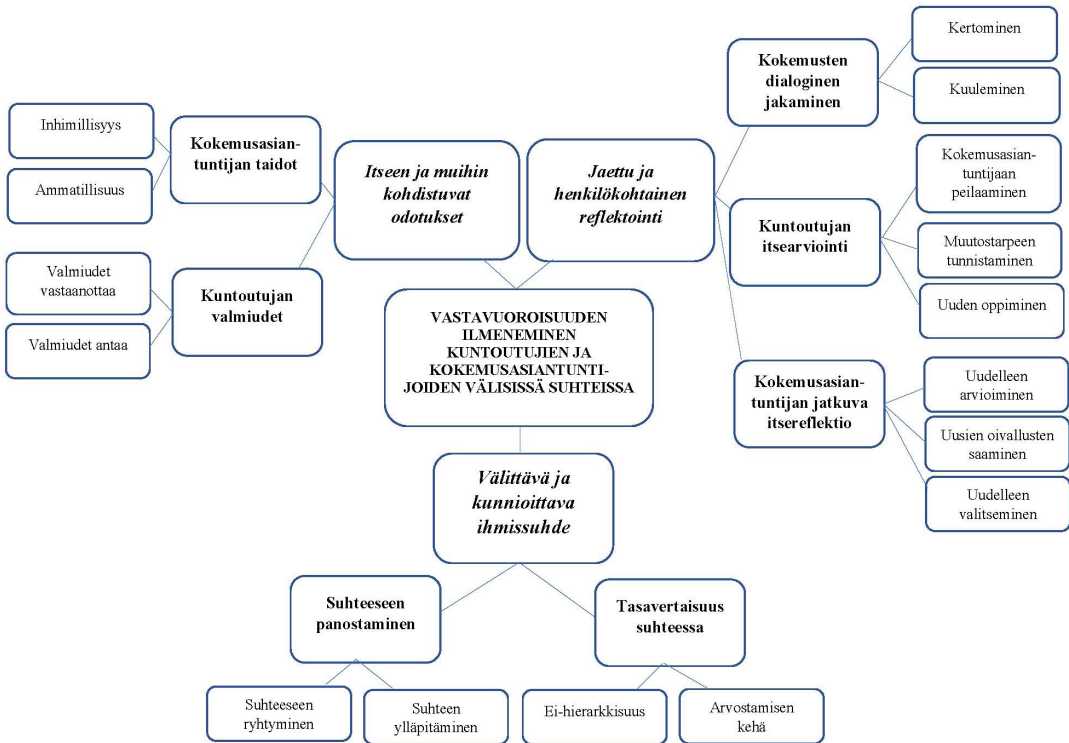 Kertominen
Kokemusten
dialoginen
jakaminen
Kuuleminen
Inhimillisyys
Ammatillisuus
Kokemusasian-
tuntijan taidot
Itseen ja muihin
kohdistuvat
odotukset
Jaettu ja
henkilökohtainen
reflektointi
Kokemusasian-
tuntijaan
peilaaminen
Kuntoutujan
itsearviointi
Muutostarpeen
tunnistaminen
Uuden oppiminen
Valmiudet
vastaanottaa
Valmiudet antaa
Kuntoutujan
valmiudet
VASTAVUOROISUUDEN
ILMENEMINEN
KUNTOUTUJIEN JA
KOKEMUSASIANTUNTI-
JOIDEN VÄLISISSÄ SUHTEISSA
Kokemusasian-
tuntijan jatkuva
itsereflektio
Uudelleen
arvioiminen
Uusien oivallusten
saaminen
Uudelleen
valitseminen
Välittävä ja
kunnioittava
ihmissuhde
Suhteeseen
panostaminen
Tasavertaisuus
suhteessa
Suhteeseen
ryhtyminen
Suhteen
ylläpitäminen
Ei-hierarkkisuus
Arvostamisen
kehä